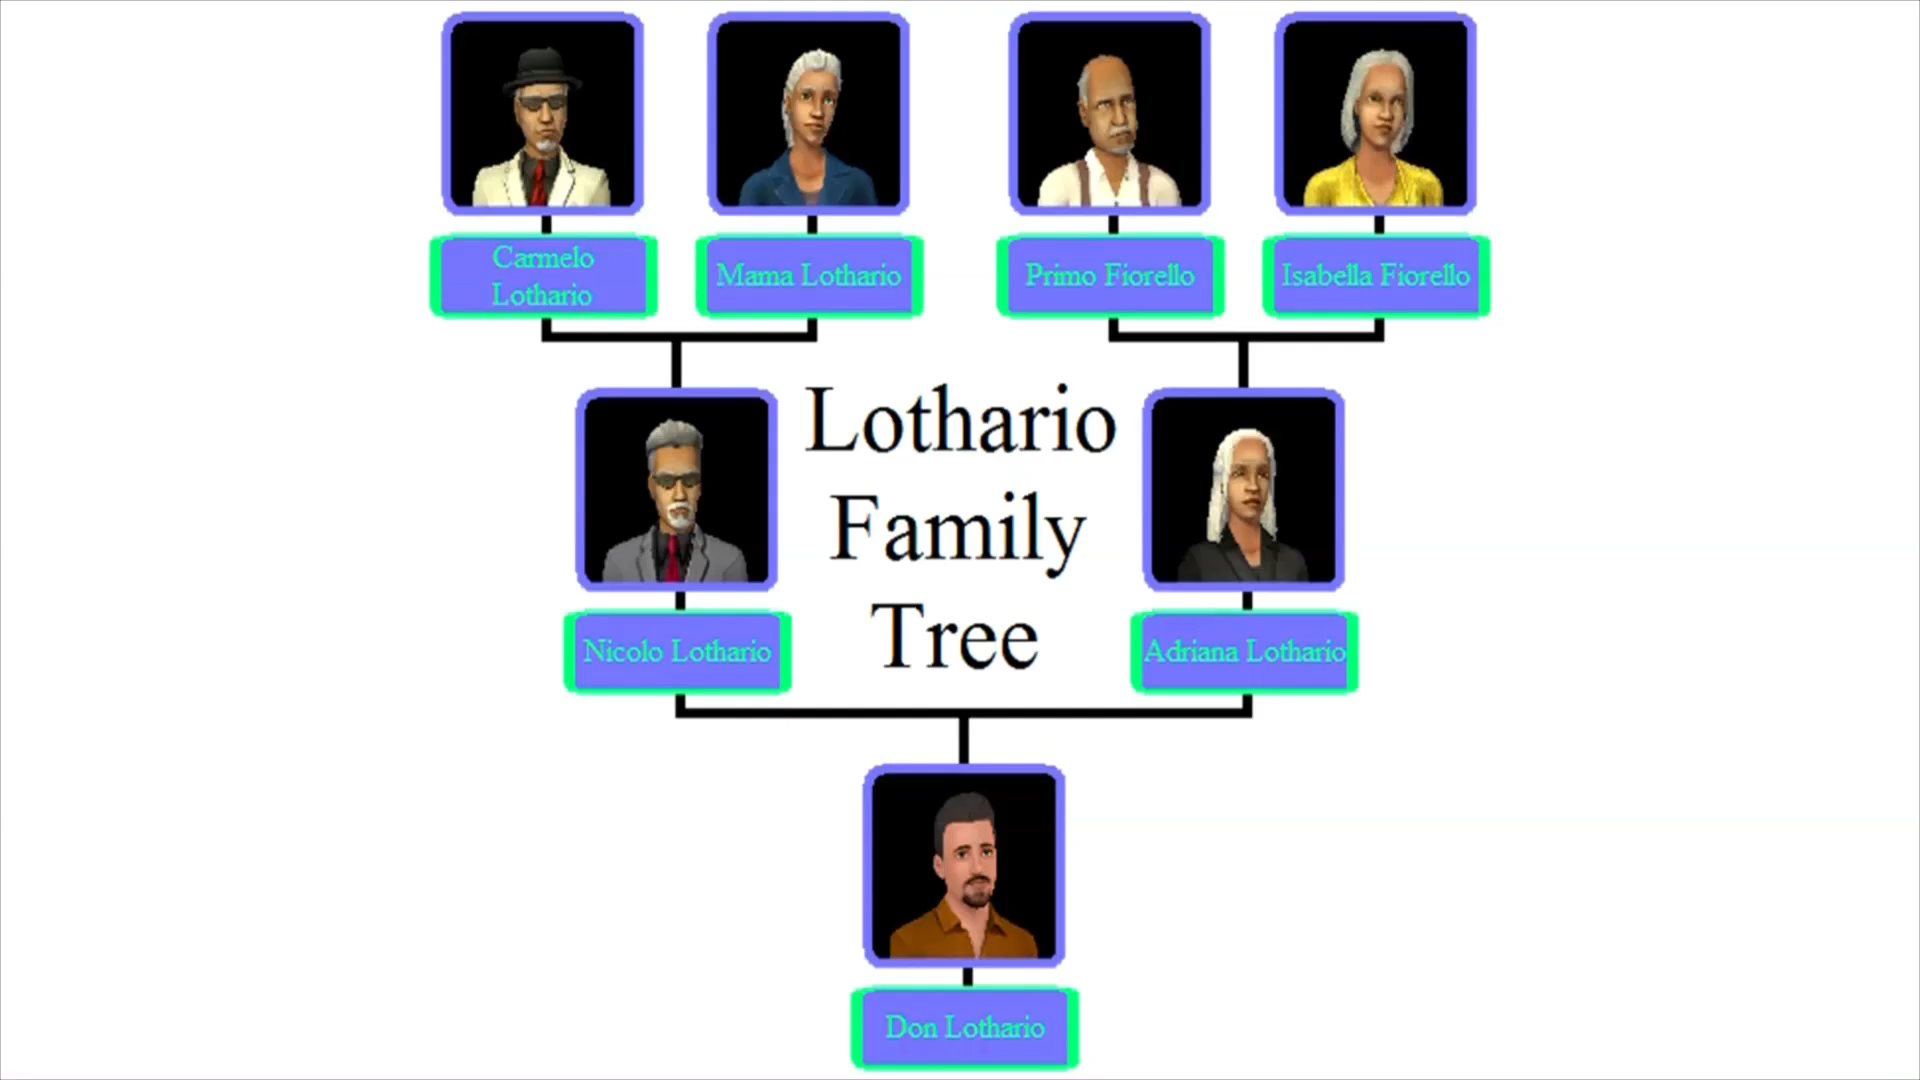 Carmelo
Lothario
Mama Lothario
Primo Fiorello
Isabella Fiorello
Lothario
Family
Tree
Nicolo Lothario
Adriana Lothario
Don Lothario